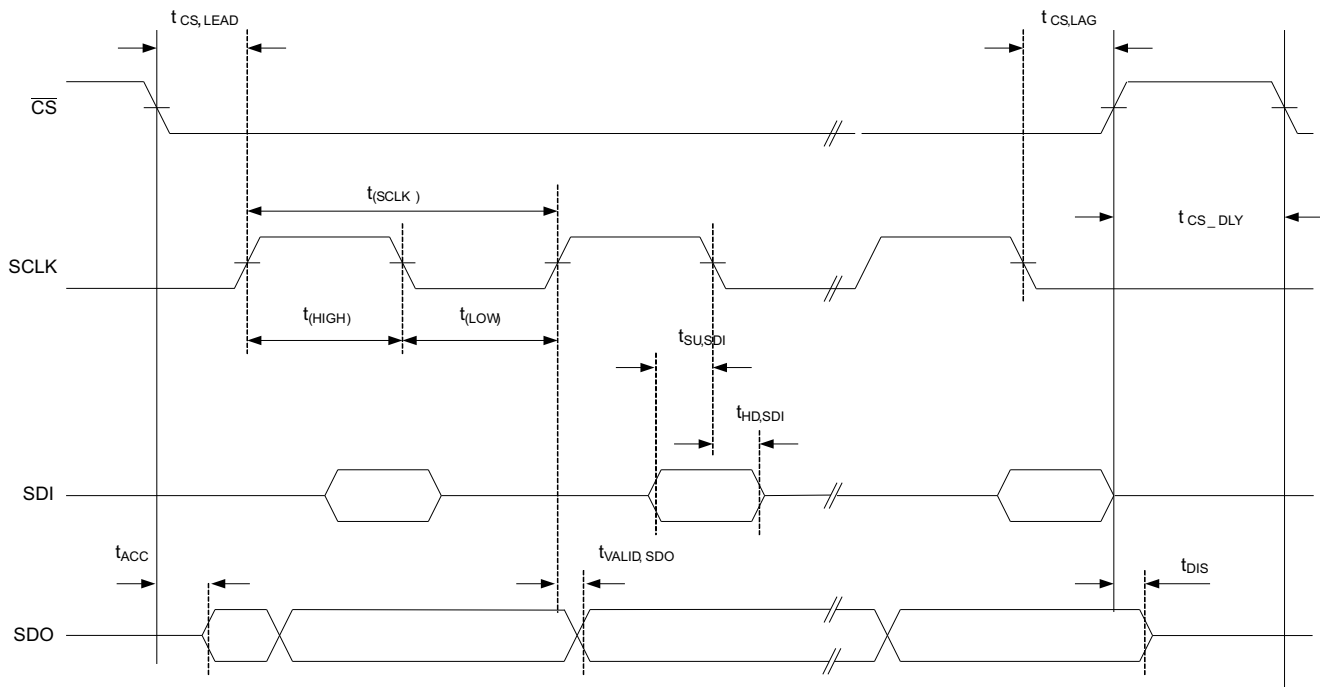 t CS, LEAD
t CS,LAG
CS
t(SCLK )
t CS_ DLY
SCLK
t(HIGH)
t(LOW)
tSU,SDI
tHD,SDI
SDI
tACC
tVALID, SDO
tDIS
SDO